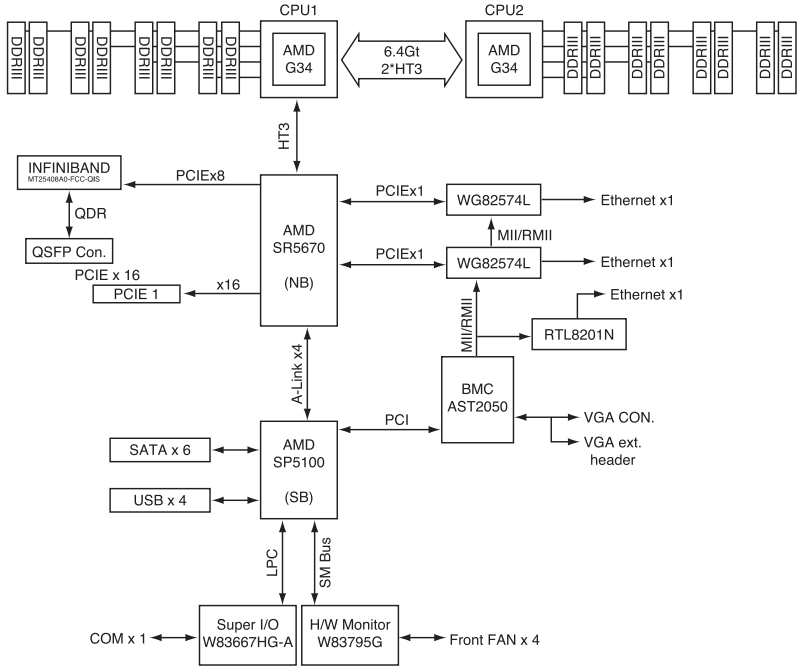 CPU1
CPU2
DDRIII
DDRIII
DDRIII
DDRIII
DDRIII
DDRIII
DDRIII
DDRIII
AMD
G34
6.4Gt
2*HT3
AMD
G34
DDRIII
DDRIII
DDRIII
DDRIII
DDRIII
DDRIII
DDRIII
DDRIII
HT3
INFINIBAND
MT25408A0-FCC-QIS
PCIEx8
QDR
QSFP Con.
PCIE x 16
PCIE 1
x16
AMD
SR5670
(NB)
PCIEx1
WG82574L
Ethernet x1
MII/RMII
PCIEx1
WG82574L
Ethernet x1
MII/RMII
Ethernet x1
RTL8201N
A-Link x4
BMC
AST2050
PCI
VGA CON.
VGA ext.
header
AMD
SP5100
(SB)
SATA x 6
USB x 4
LPC
SM Bus
COM x 1
Super I/O
W83667HG-A
H/W Monitor
W83795G
Front FAN x 4